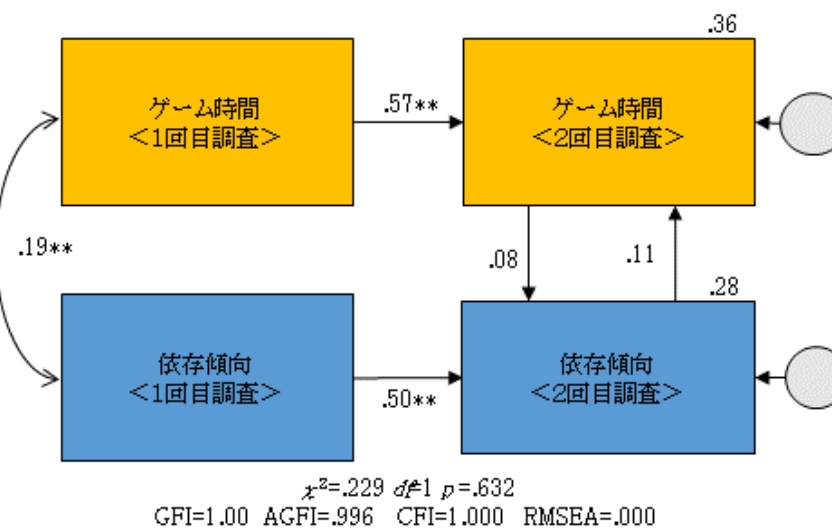 .36
ゲーム時間
<1回目調査>
.57**
ゲーム時間
<2回目調査>
.19**
.08
.11
.28
依存傾向
<1回目調査>
.50**
依存傾向
<2回目調査>
χ²=.229 df=1 p=.632
GFI=1.00 AGFI=.996 CFI=1.000 RMSEA=.000